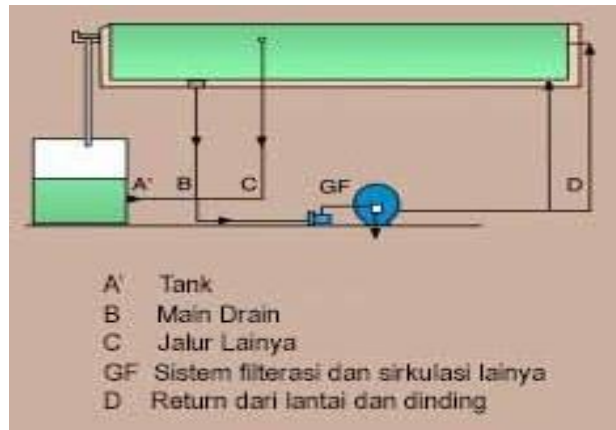 A' B C GF D
A' Tank
B Main Drain
C Jalur Lainya
GF Sistem filterasi dan sirkulasi lainya
D Return dari lantai dan dinding